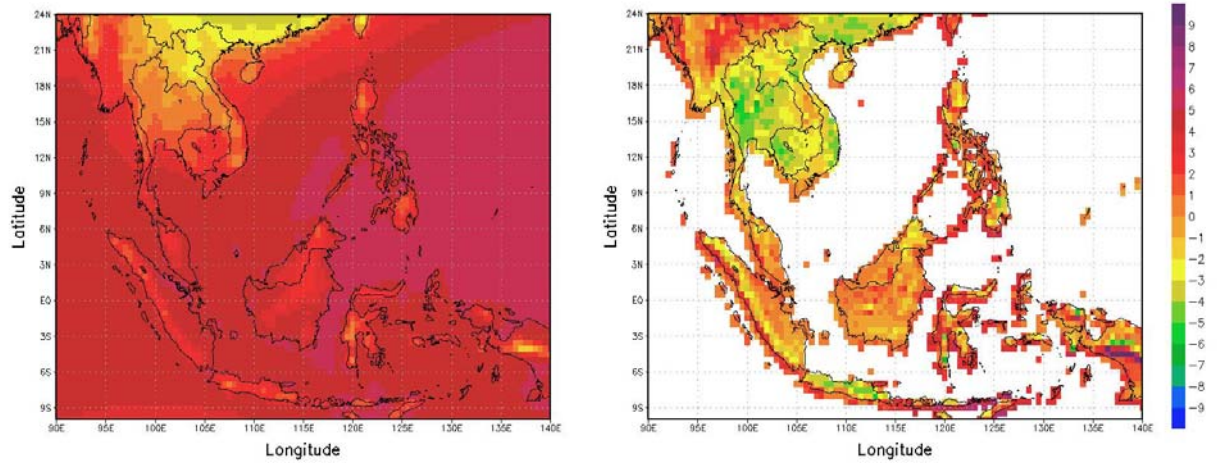 24N
21N
18N
15N
12N
9N
6N
3N
EQ
3S
6S
9S
90E 95E 100E 105E 110E 115E 120E 125E 130E 135E 140E
Latitude
Longitude
24N
21N
18N
15N
12N
9N
6N
3N
EQ
3S
6S
9S
90E 95E 100E 105E 110E 115E 120E 125E 130E 135E 140E
Latitude
Longitude
9
8
7
6
5
4
3
2
1
-1
-2
-3
-4
-5
-6
-7
-8
-9